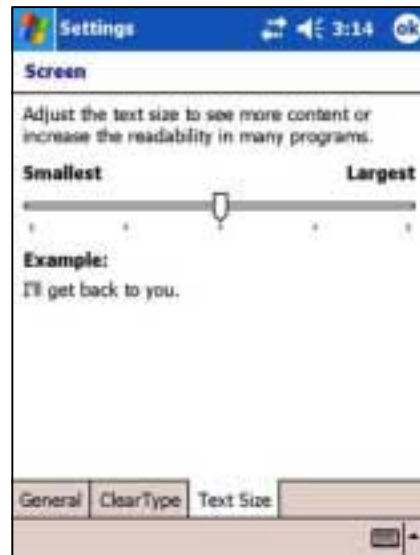 Settings 3:14 ok
Screen
Adjust the text size to see more content or
increase the readability in many programs.
Smallest Largest
Example:
I'll get back to you.
General ClearType Text Size